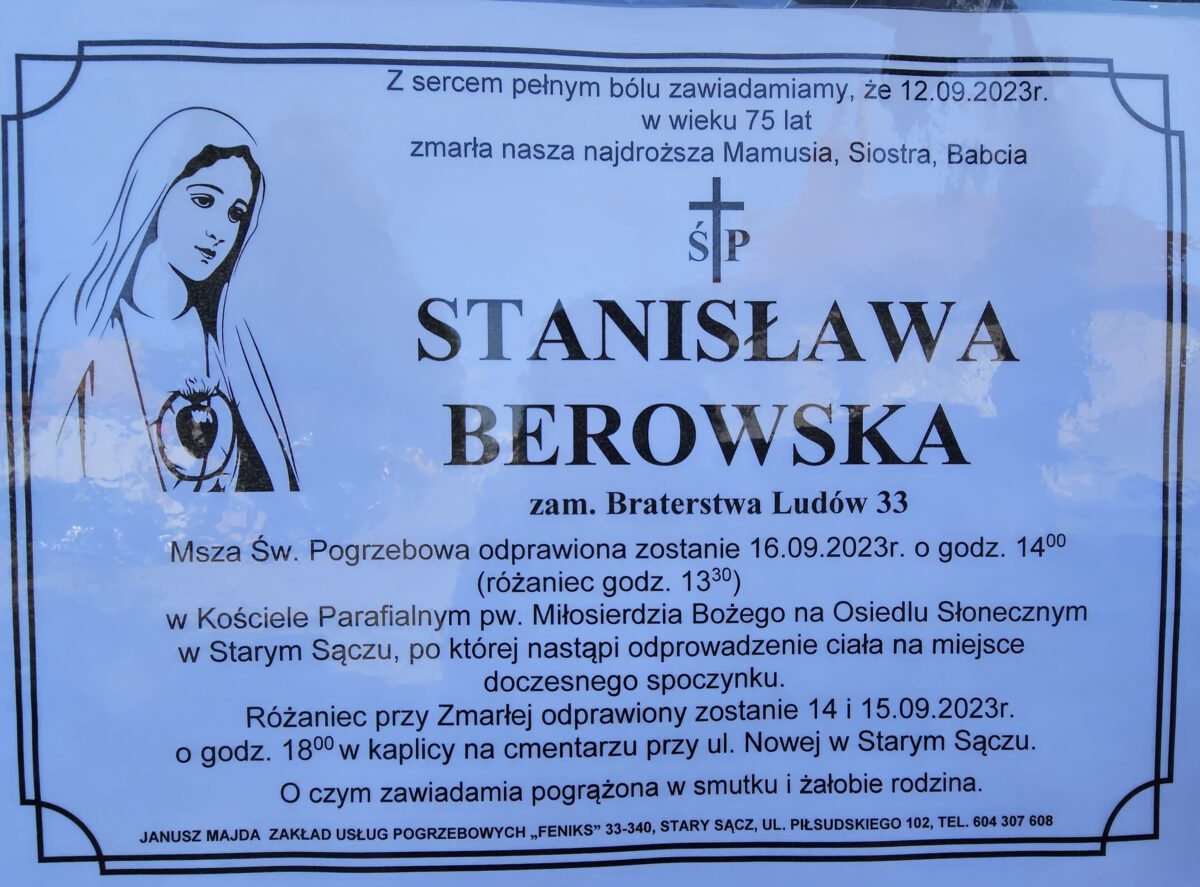 Z sercem pełnym bólu zawiadamiamy, że 12.09.2023r.
w wieku 75 lat
zmarła nasza najdroższa Mamusia, Siostra, Babcia
Ś P
STANISŁAWA
BEROWSKA
zam. Braterstwa Ludów 33
Msza Św. Pogrzebowa odprawiona zostanie 16.09.2023r. o godz. 14⁰⁰
(różaniec godz. 13³⁰)
w Kościele Parafialnym pw. Miłosierdzia Bożego na Osiedlu Słonecznym
w Starym Sączu, po której nastąpi odprowadzenie ciała na miejsce
doczesnego spoczynku.
Różaniec przy Zmarłej odprawiony zostanie 14 i 15.09.2023r.
o godz. 18⁰⁰ w kaplicy na cmentarzu przy ul. Nowej w Starym Sączu.
O czym zawiadamia pogrążona w smutku i żałobie rodzina.
JANUSZ MAJDA ZAKŁAD USŁUG POGRZEBOWYCH „FENIKS” 33-340, STARY SĄCZ, UL. PIŁSUDSKIEGO 102, TEL. 604 307 608